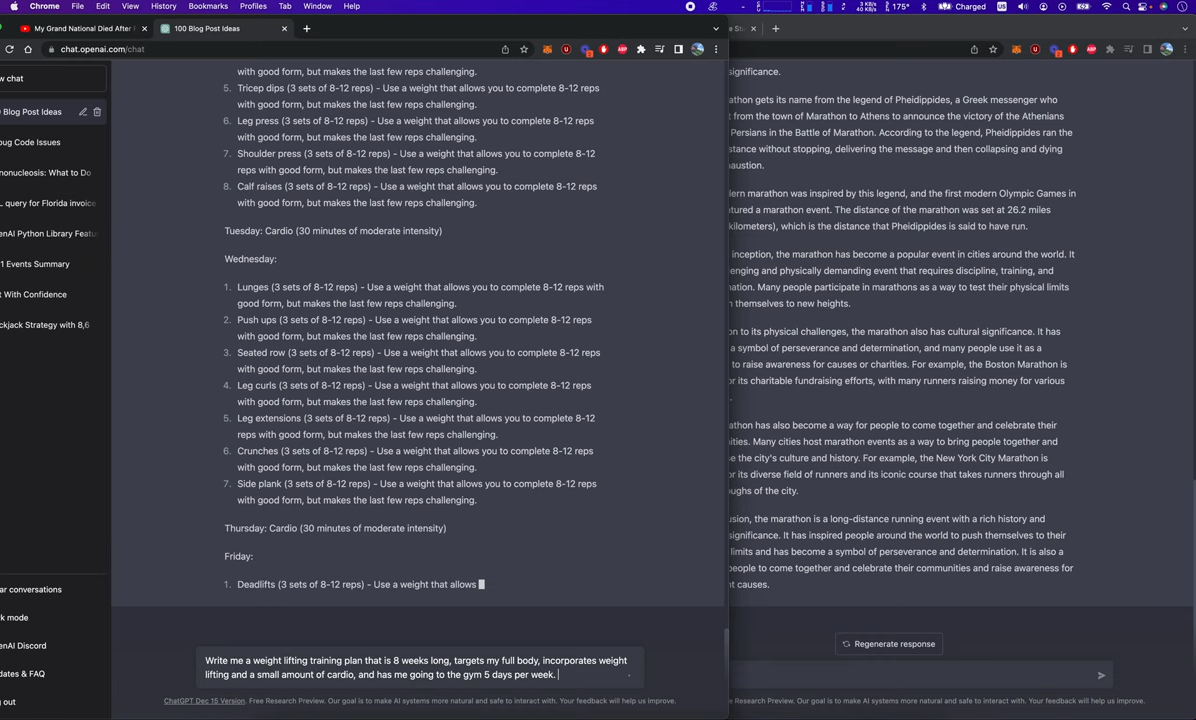 Chrome File Edit View History Bookmarks Profiles Tab Window Help
3 KB/s
4 KB/s
175° Charged US
My Grand National Died After F
100 Blog Post Ideas
e Stu
chat.openai.com/chat
w chat
Blog Post Ideas
ug Code Issues
nonucleosis: What to Do
L query for Florida invoice
enAI Python Library Featu
1 Events Summary
t With Confidence
ckjack Strategy with 8,6
ar conversations
rk mode
enAI Discord
dates & FAQ
g out
with good form, but makes the last few reps challenging.
5. Tricep dips (3 sets of 8-12 reps) - Use a weight that allows you to complete 8-12 reps
with good form, but makes the last few reps challenging.
6. Leg press (3 sets of 8-12 reps) - Use a weight that allows you to complete 8-12 reps
with good form, but makes the last few reps challenging.
7. Shoulder press (3 sets of 8-12 reps) - Use a weight that allows you to complete 8-12
reps with good form, but makes the last few reps challenging.
8. Calf raises (3 sets of 8-12 reps) - Use a weight that allows you to complete 8-12 reps
with good form, but makes the last few reps challenging.
Tuesday: Cardio (30 minutes of moderate intensity)
Wednesday:
1. Lunges (3 sets of 8-12 reps) - Use a weight that allows you to complete 8-12 reps with
good form, but makes the last few reps challenging.
2. Push ups (3 sets of 8-12 reps) - Use a weight that allows you to complete 8-12 reps
with good form, but makes the last few reps challenging.
3. Seated row (3 sets of 8-12 reps) - Use a weight that allows you to complete 8-12 reps
with good form, but makes the last few reps challenging.
4. Leg curls (3 sets of 8-12 reps) - Use a weight that allows you to complete 8-12 reps
with good form, but makes the last few reps challenging.
5. Leg extensions (3 sets of 8-12 reps) - Use a weight that allows you to complete 8-12
reps with good form, but makes the last few reps challenging.
6. Crunches (3 sets of 8-12 reps) - Use a weight that allows you to complete 8-12 reps
with good form, but makes the last few reps challenging.
7. Side plank (3 sets of 8-12 reps) - Use a weight that allows you to complete 8-12 reps
with good form, but makes the last few reps challenging.
Thursday: Cardio (30 minutes of moderate intensity)
Friday:
1. Deadlifts (3 sets of 8-12 reps) - Use a weight that allows
Write me a weight lifting training plan that is 8 weeks long, targets my full body, incorporates weight
lifting and a small amount of cardio, and has me going to the gym 5 days per week.
ChatGPT Dec 15 Version. Free Research Preview. Our goal is to make AI systems more natural and safe to interact with. Your feedback will help us improve.
significance.
athon gets its name from the legend of Pheidippides, a Greek messenger who
t from the town of Marathon to Athens to announce the victory of the Athenians
Persians in the Battle of Marathon. According to the legend, Pheidippides ran the
stance without stopping, delivering the message and then collapsing and dying
austion.
dern marathon was inspired by this legend, and the first modern Olympic Games in
atured a marathon event. The distance of the marathon was set at 26.2 miles
kilometers), which is the distance that Pheidippides is said to have run.
inception, the marathon has become a popular event in cities around the world. It
enging and physically demanding event that requires discipline, training, and
nation. Many people participate in marathons as a way to test their physical limits
n themselves to new heights.
on to its physical challenges, the marathon also has cultural significance. It has
a symbol of perseverance and determination, and many people use it as a
to raise awareness for causes or charities. For example, the Boston Marathon is
or its charitable fundraising efforts, with many runners raising money for various
.
athon has also become a way for people to come together and celebrate their
ities. Many cities host marathon events as a way to bring people together and
se the city's culture and history. For example, the New York City Marathon is
or its diverse field of runners and its iconic course that takes runners through all
ughs of the city.
usion, the marathon is a long-distance running event with a rich history and
significance. It has inspired people around the world to push themselves to their
limits and has become a symbol of perseverance and determination. It is also a
people to come together and celebrate their communities and raise awareness for
nt causes.
Regenerate response
e Research Preview. Our goal is to make AI systems more natural and safe to interact with. Your feedback will help us improve.